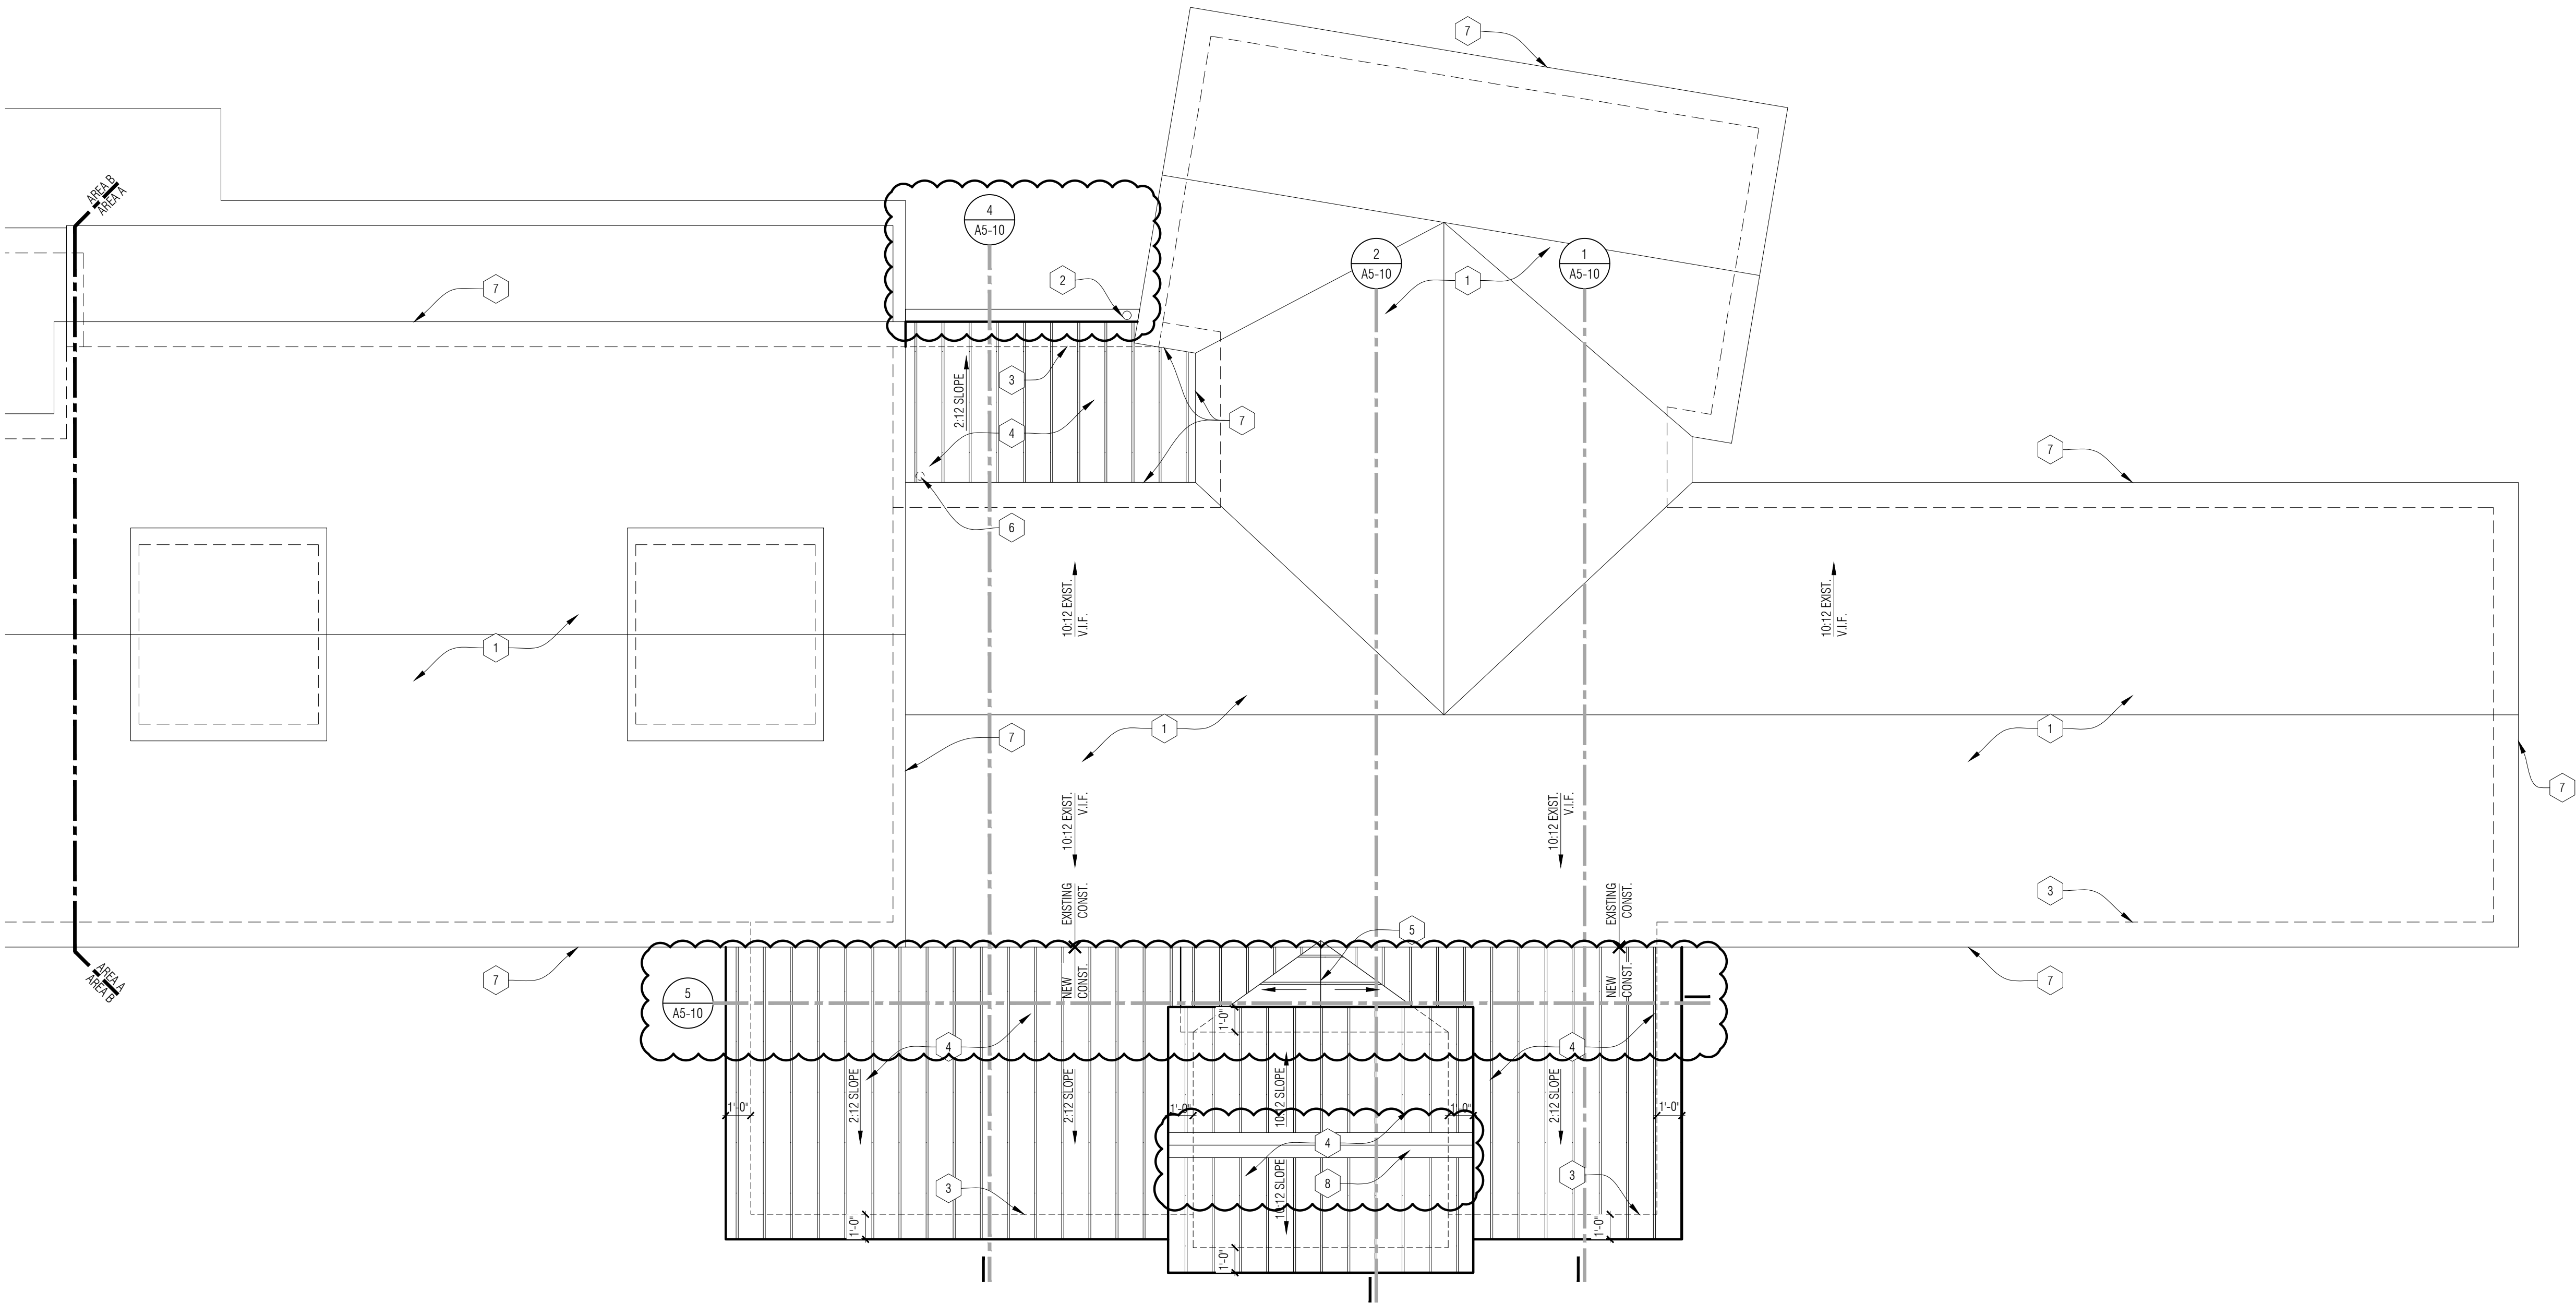 7
AREA B
AREA A
4
A5-10
2
A5-10
1
A5-10
2
1
7
2:12 SLOPE
3
4
7
7
6
10:12 EXIST.
V.I.F.
10:12 EXIST.
V.I.F.
1
1
7
1
7
10:12 EXIST.
V.I.F.
10:12 EXIST.
V.I.F.
EXISTING
CONST.
EXISTING
CONST.
3
5
7
AREA A
AREA B
NEW
CONST.
NEW
CONST.
7
5
A5-10
1'-0"
4
4
2:12 SLOPE
2:12 SLOPE
10:12 SLOPE
2:12 SLOPE
1'-0"
1'-0"
1'-0"
1'-0"
4
3
8
3
10:12 SLOPE
1'-0"
1'-0"
1'-0"